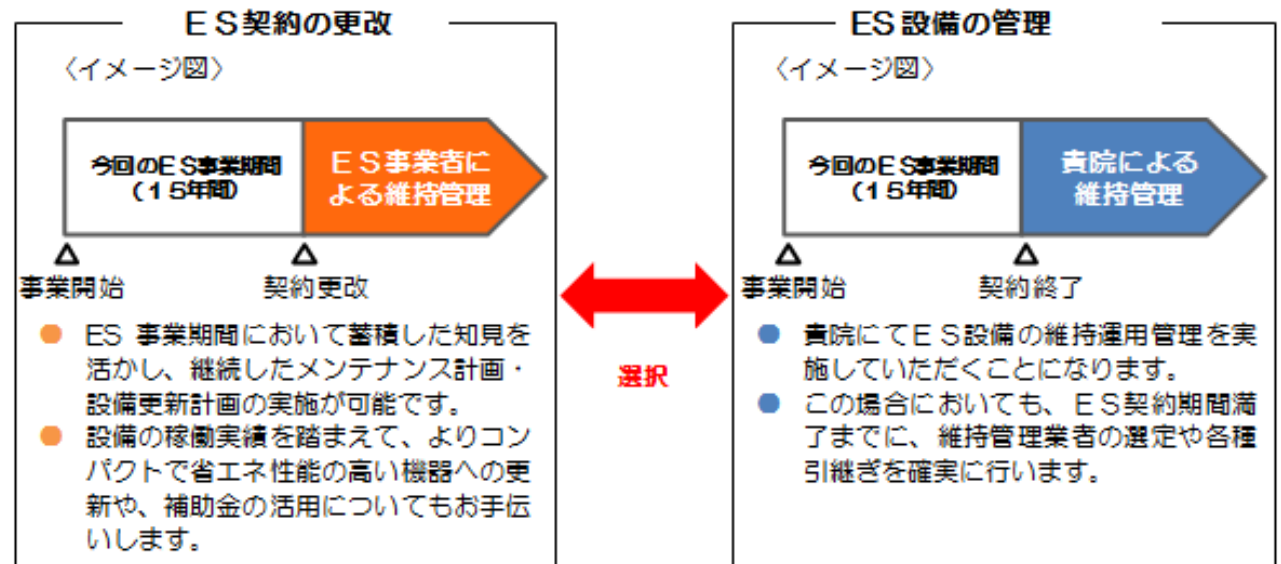 ＥＳ契約の更改
〈イメージ図〉
今回のＥＳ事業期間
（１５年間）
ＥＳ事業者に
よる維持管理
事業開始
契約更改
ES 事業期間において蓄積した知見を
活かし、継続したメンテナンス計画・
設備更新計画の実施が可能です。
設備の稼働実績を踏まえて、よりコン
パクトで省エネ性能の高い機器への更
新や、補助金の活用についてもお手伝
いします。
選択
ES 設備の管理
〈イメージ図〉
今回のＥＳ事業期間
（１５年間）
貴院による
維持管理
事業開始
契約終了
貴院にてＥＳ設備の維持運用管理を実
施していただくことになります。
この場合においても、ＥＳ契約期間満
了までに、維持管理業者の選定や各種
引継ぎを確実に行います。